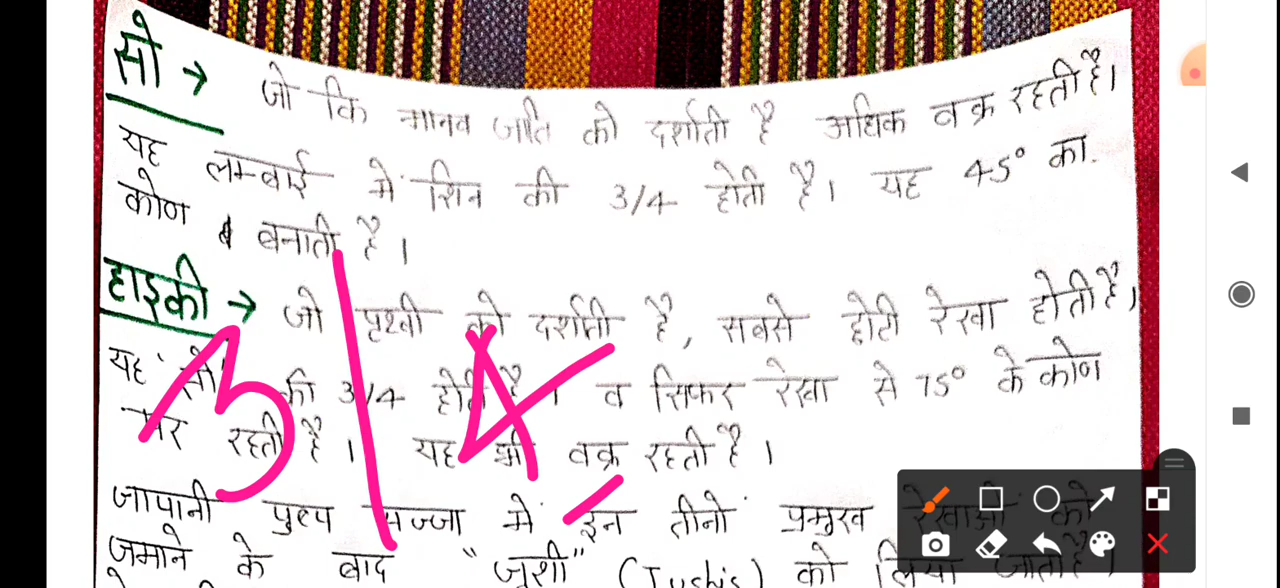 सो →
जो कि मानव जाति को दर्शाती है अधिक वक्र रहती है।
यह लम्बाई में शिन की 3/4 होती है। यह 45° का
कोण बनाती है।
हाइकी →
जो पृथ्वी को दर्शाती है, सबसे छोटी रेखा होती है।
यह सो की 3/4 होती है। व सिफर रेखा से 75° के कोण
पर रहती है। यह भी वक्र रहती है।
3/4
जापानी पुष्प सज्जा में इन तीनों प्रमुख रेखाओं को
जमाने के बाद "जूशी" (Jushis) को लिया जाता है।